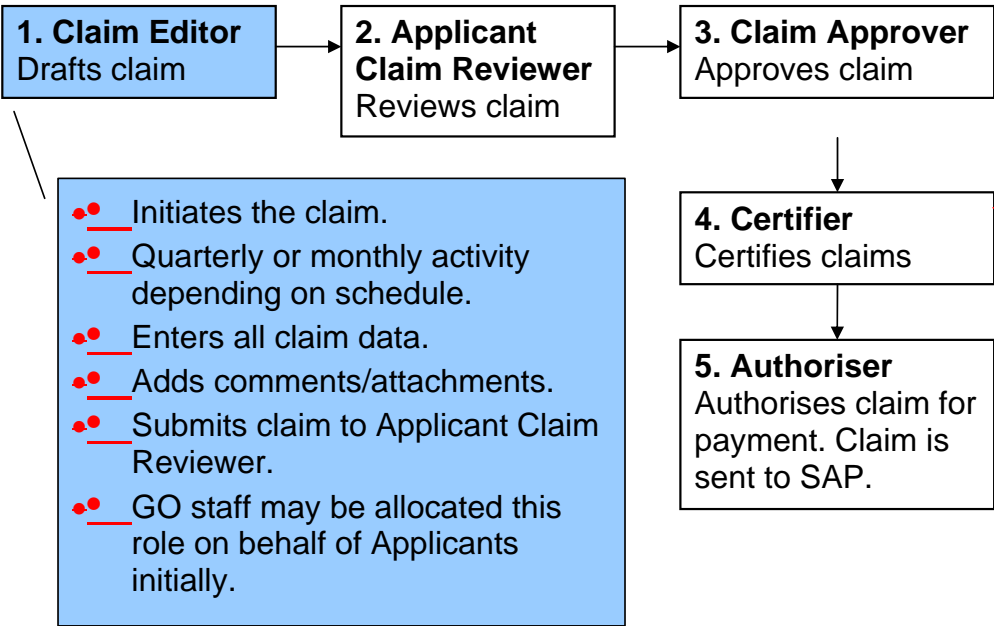 1. Claim Editor
Drafts claim
2. Applicant
Claim Reviewer
Reviews claim
3. Claim Approver
Approves claim
4. Certifier
Certifies claims
5. Authoriser
Authorises claim for
payment. Claim is
sent to SAP.
Initiates the claim.
Quarterly or monthly activity
depending on schedule.
Enters all claim data.
Adds comments/attachments.
Submits claim to Applicant Claim
Reviewer.
GO staff may be allocated this
role on behalf of Applicants
initially.